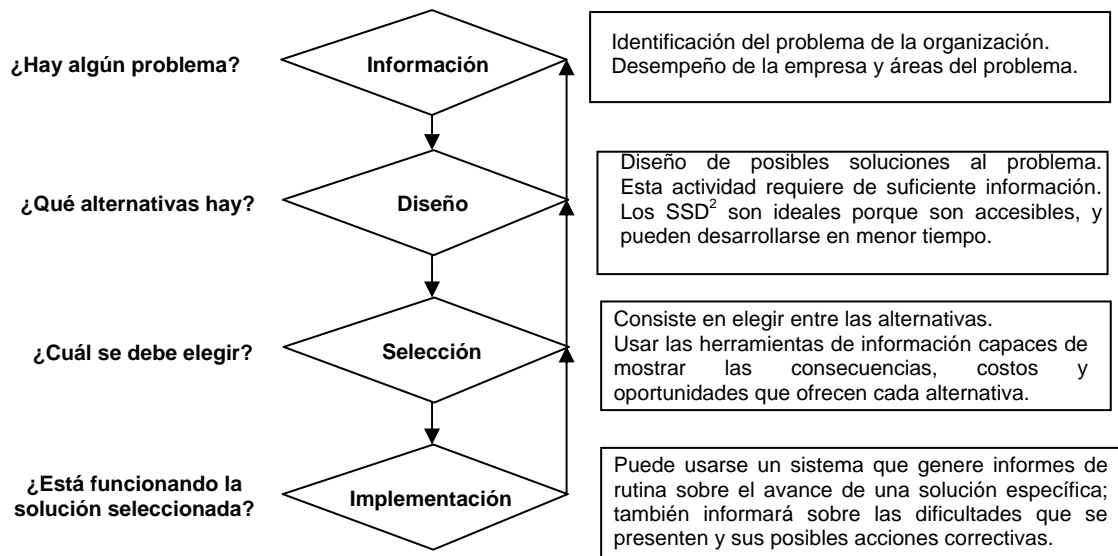 ¿Hay algún problema?
Información
Identificación del problema de la organización.
Desempeño de la empresa y áreas del problema.
¿Qué alternativas hay?
Diseño
Diseño de posibles soluciones al problema.
Esta actividad requiere de suficiente información.
Los SSD² son ideales porque son accesibles, y
pueden desarrollarse en menor tiempo.
¿Cuál se debe elegir?
Selección
Consiste en elegir entre las alternativas.
Usar las herramientas de información capaces de
mostrar las consecuencias, costos y
oportunidades que ofrecen cada alternativa.
¿Está funcionando la
solución seleccionada?
Implementación
Puede usarse un sistema que genere informes de
rutina sobre el avance de una solución específica;
también informará sobre las dificultades que se
presenten y sus posibles acciones correctivas.